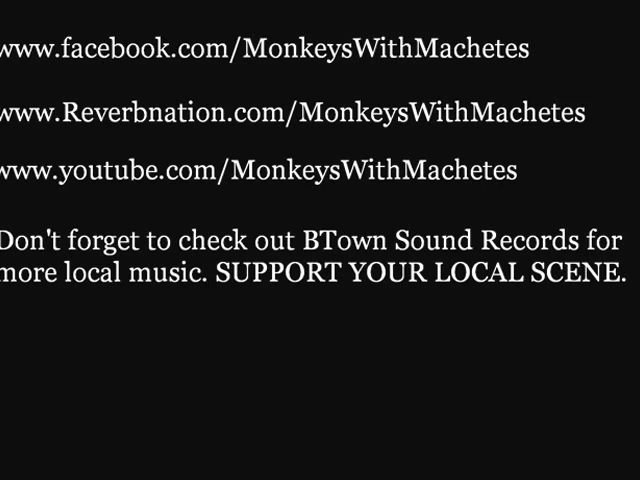 www.facebook.com/MonkeysWithMachetes
www.Reverbnation.com/MonkeysWithMachetes
www.youtube.com/MonkeysWithMachetes
Don't forget to check out BTown Sound Records for
more local music. SUPPORT YOUR LOCAL SCENE.